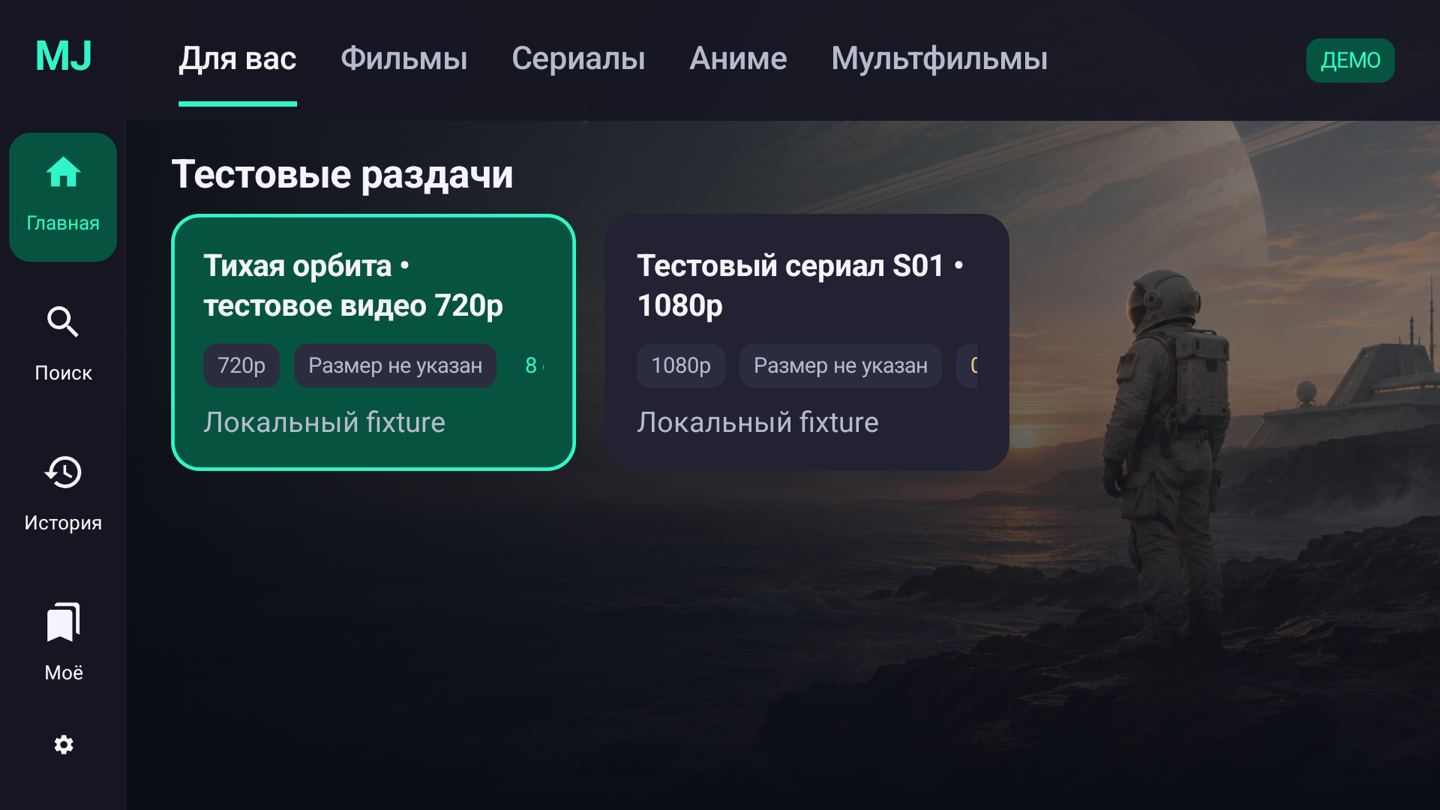 MJ
Для вас Фильмы Сериалы Аниме Мультфильмы
ДЕМО
Главная
Поиск
История
Моё
Тестовые раздачи
Тихая орбита •
тестовое видео 720p
720p Размер не указан 8
Локальный fixture
Тестовый сериал S01 •
1080p
1080p Размер не указан
Локальный fixture